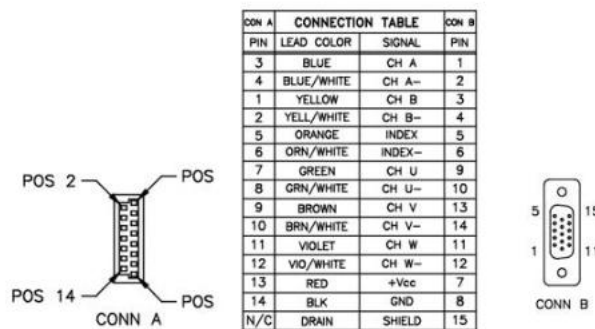 CON A CONNECTION TABLE CON B
PIN LEAD COLOR SIGNAL PIN
3 BLUE CH A 1
4 BLUE/WHITE CH A- 2
1 YELLOW CH B 3
2 YELL/WHITE CH B- 4
5 ORANGE INDEX 5
6 ORN/WHITE INDEX- 6
7 GREEN CH U 9
8 GRN/WHITE CH U- 10
9 BROWN CH V 13
10 BRN/WHITE CH V- 14
11 VIOLET CH W 11
12 VIO/WHITE CH W- 12
13 RED +Vcc 7
14 BLK GND 8
N/C DRAIN SHIELD 15
POS 2 POS
POS 14 POS
CONN A
5 15
1 11
CONN B